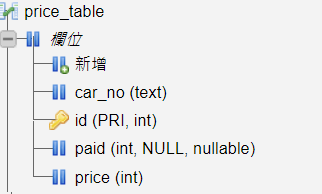 price_table
欄位
新增
car_no (text)
id (PRI, int)
paid (int, NULL, nullable)
price (int)